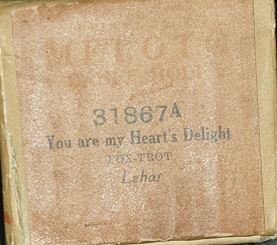 31867A
You are my Heart's Delight
FOX-TROT
Lehar